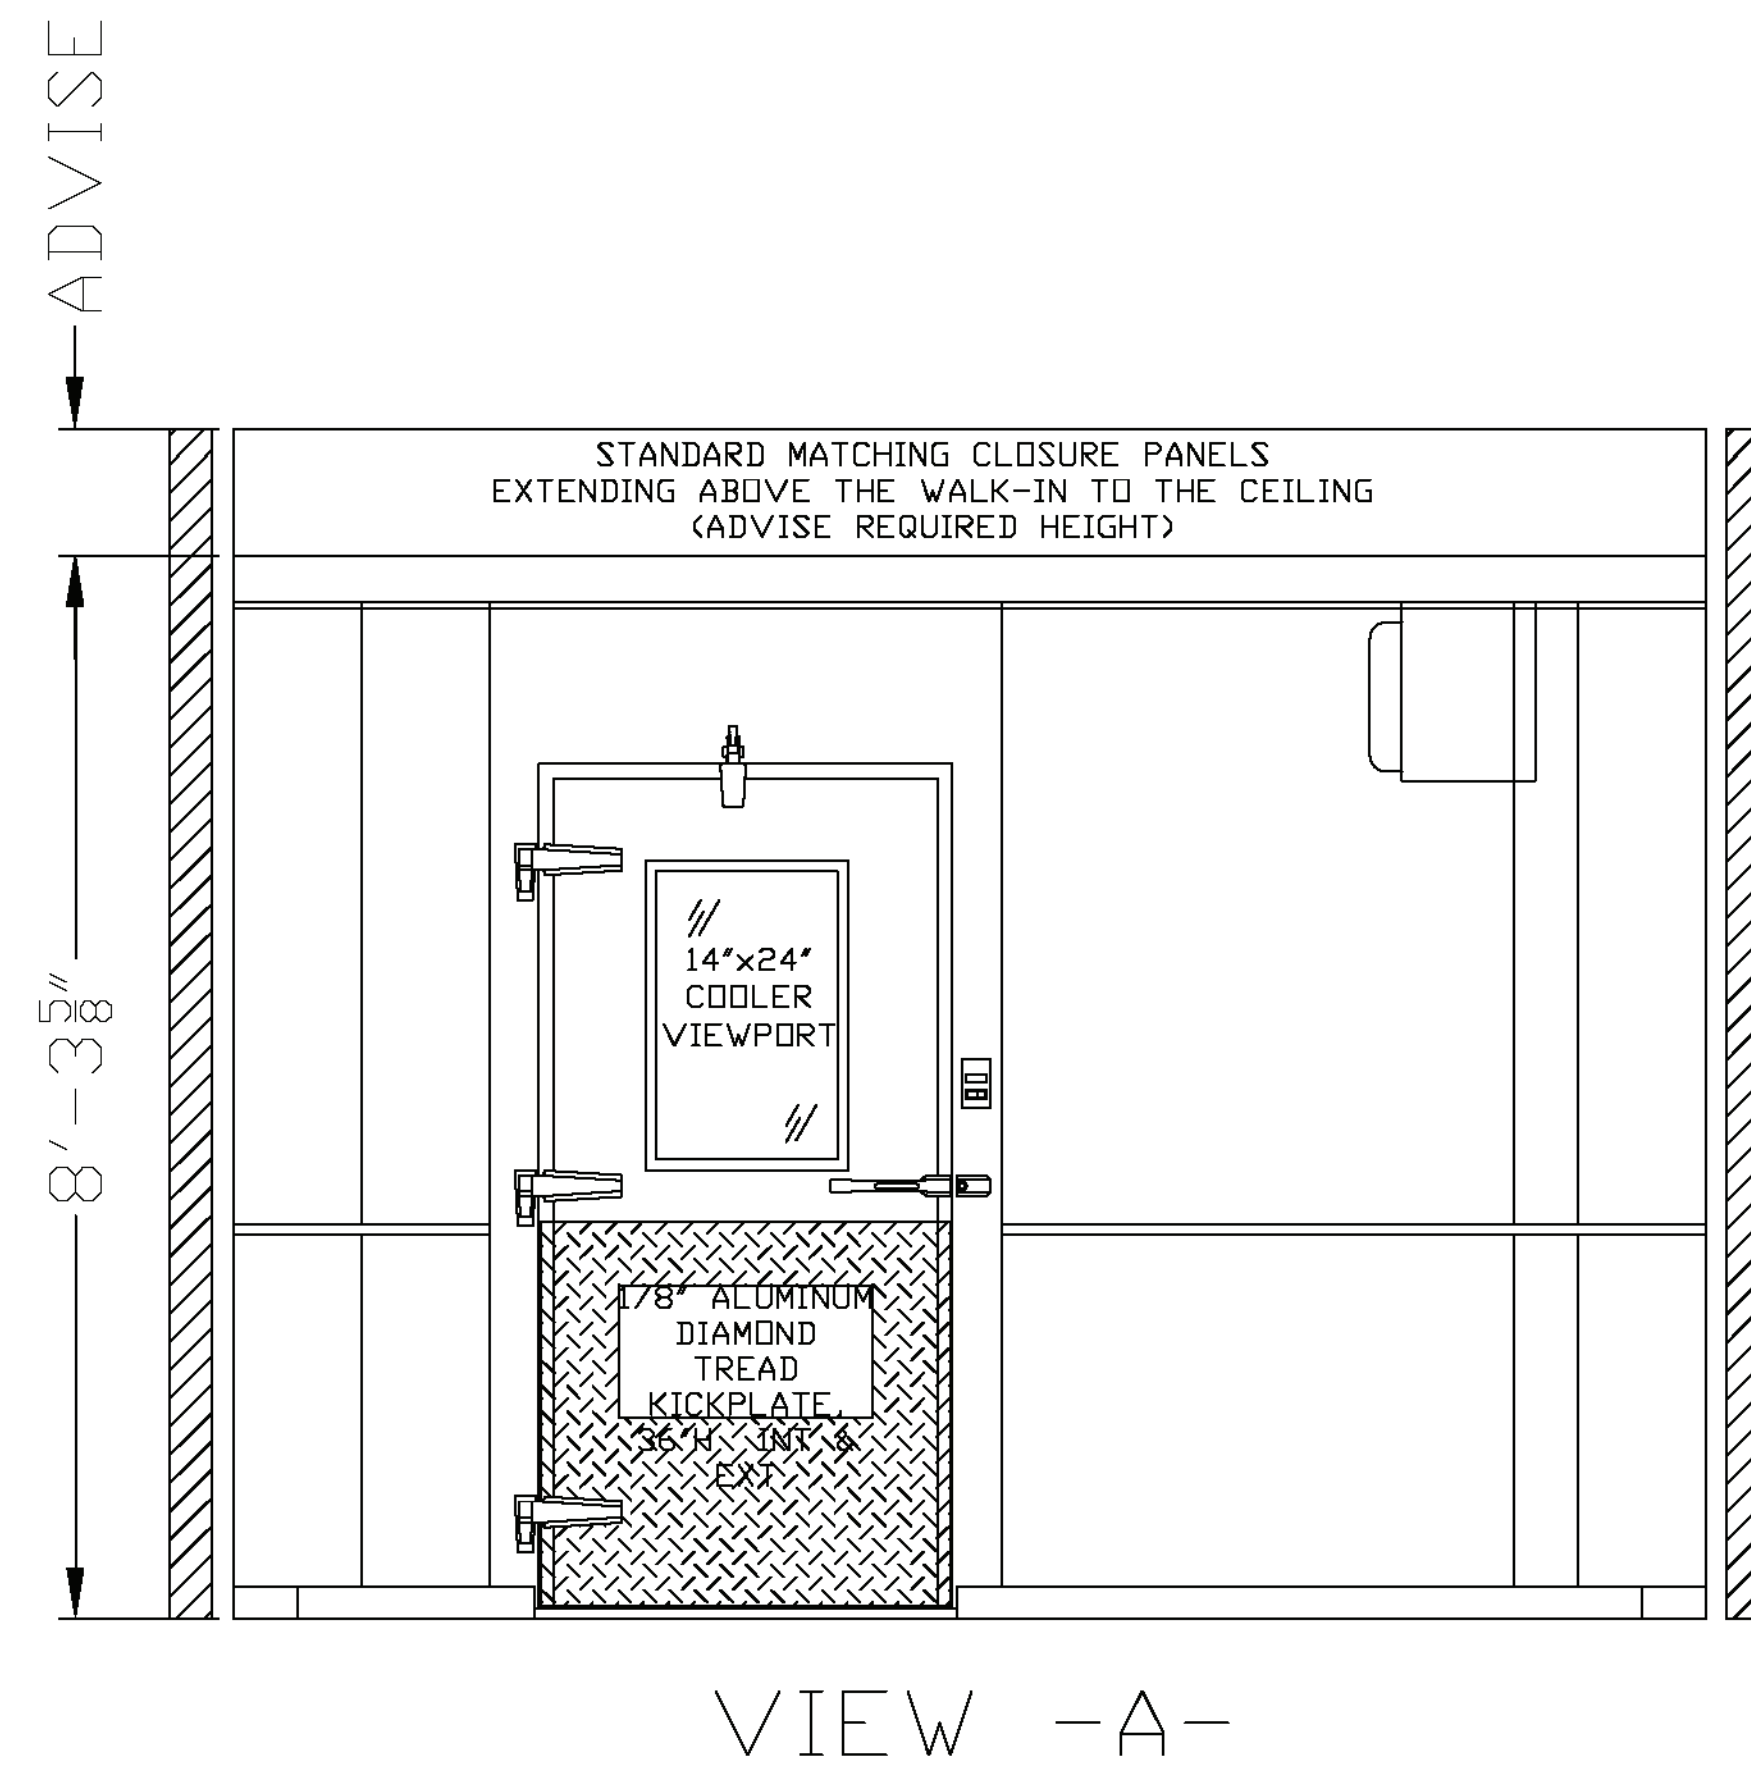 ADVISE
STANDARD MATCHING CLOSURE PANELS
EXTENDING ABOVE THE WALK-IN TO THE CEILING
(ADVISE REQUIRED HEIGHT)
8'-3 5/8"
14"x24"
COOLER
VIEWPORT
1/8" ALUMINUM
DIAMOND
TREAD
KICKPLATE,
36"H INT &
EXT
VIEW -A-